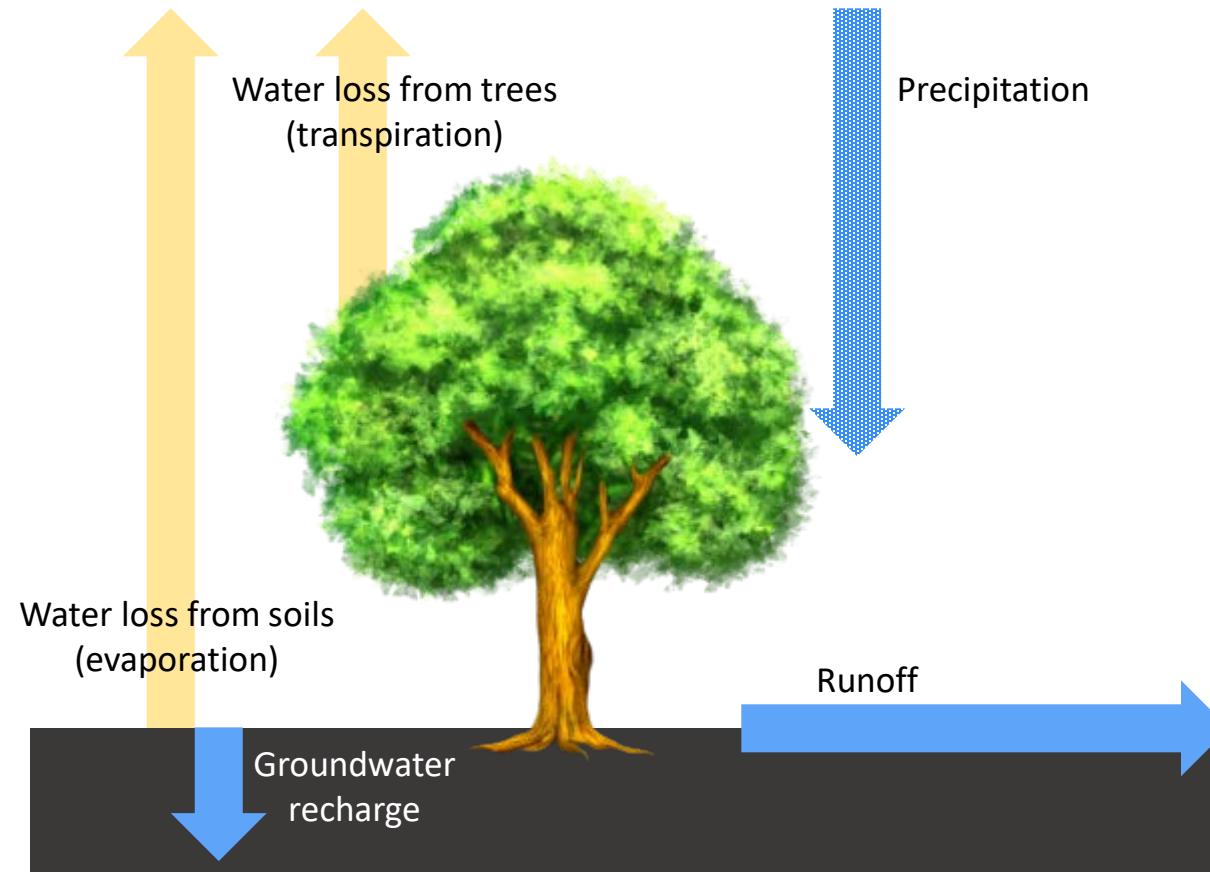 Water loss from trees
(transpiration)
Precipitation
Water loss from soils
(evaporation)
Runoff
Groundwater
recharge